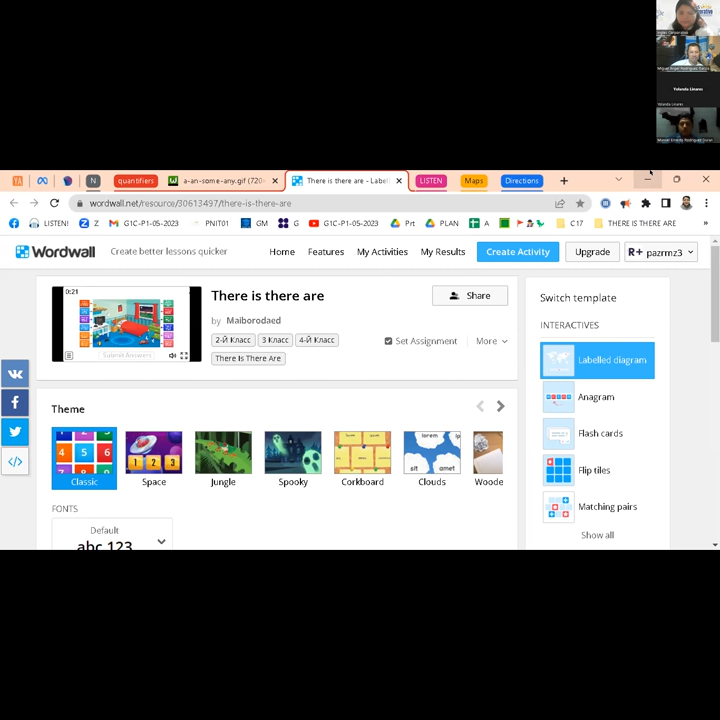 Yolanda Linares
Yolanda Linares
quantifiers
a-an-some-any.gif (720×
There is there are - Label
LISTEN
Maps
Directions
wordwall.net/resource/30613497/there-is-there-are
LISTEN!
Z
G1C-P1-05-2023
PNIT01
GM
G
G1C-P1-05-2023
Prt
PLAN
A
C17
THERE IS THERE ARE
Wordwall
Create better lessons quicker
Home
Features
My Activities
My Results
Create Activity
Upgrade
R+ pazrmz3
0:21
Submit Answers
There is there are
by Maiborodaed
2-Й Класс
3 Класс
4-Й Класс
There Is There Are
Share
Set Assignment
More
Theme
Classic
Space
Jungle
Spooky
Corkboard
Clouds
Woode
FONTS
Default
abc 123
Switch template
INTERACTIVES
Labelled diagram
Anagram
Flash cards
Flip tiles
Matching pairs
Show all